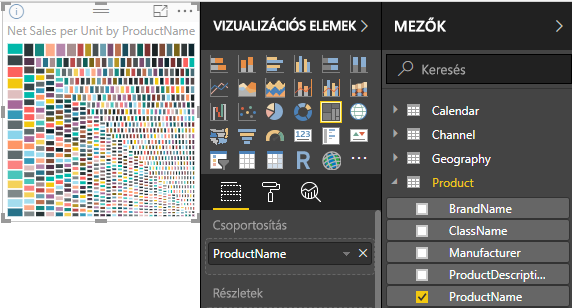 Net Sales per Unit by ProductName
VIZUALIZÁCIÓS ELEMEK
123
R
Csoportosítás
ProductName
Részletek
MEZŐK
Keresés
Calendar
Channel
Geography
Product
BrandName
ClassName
Manufacturer
ProductDescripti...
ProductName